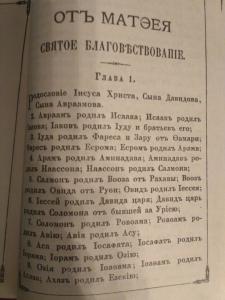 ОТЪ МАТѲЕЯ
СВЯТОЕ БЛАГОВѢСТВОВАНІЕ.
ГЛАВА 1.
родословіе Іисуса Христа, Сына Давидова,
Сына Авраамова.
2. Авраамъ родилъ Исаака; Исаакъ родилъ
Іакова; Іаковъ родилъ Іуду и братьевъ его;
3. Іуда родилъ Фареса и Зару отъ Ѳамари;
Фаресъ родилъ Есрома; Есромъ родилъ Арама;
4. Арамъ родилъ Аминадава; Аминадавъ
родилъ Наассона; Наассонъ родилъ Салмона;
5. Салмонъ родилъ Вооза отъ Рахавы; Воозъ
родилъ Овида отъ Руѳи; Овидъ родилъ Іессея;
6. Іессей родилъ Давида царя; Давидъ царь
родилъ Соломона отъ бывшей за Уріею;
7. Соломонъ родилъ Ровоама; Ровоамъ ро-
дилъ Авію; Авія родилъ Асу;
8. Аса родилъ Іосафата; Іосафатъ родилъ
Іорама; Іорамъ родилъ Озію;
9. Озія родилъ Іоаѳама; Іоаѳамъ родилъ
Ахаза; Ахазъ родилъ Езекію;